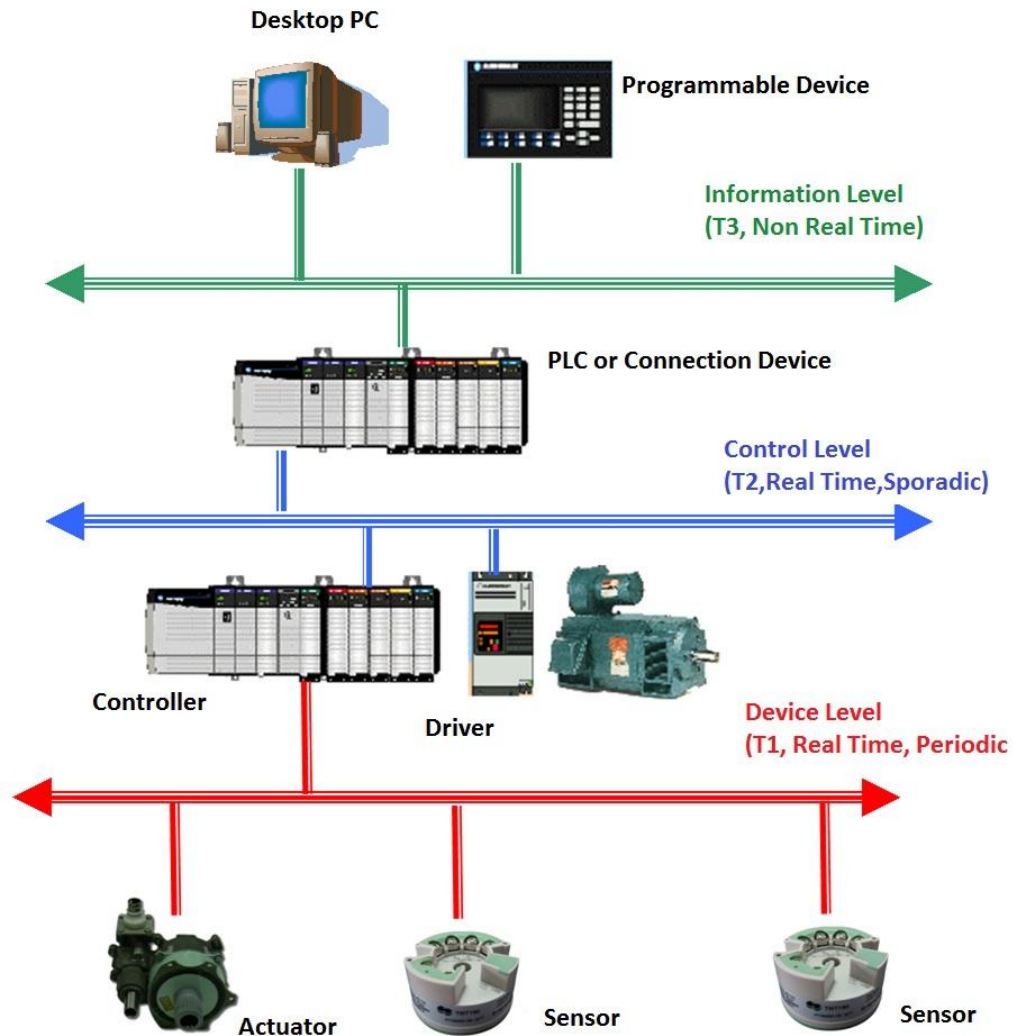 Desktop PC
Programmable Device
Information Level
(T3, Non Real Time)
PLC or Connection Device
Control Level
(T2,Real Time,Sporadic)
Controller
Driver
Device Level
(T1, Real Time, Periodic
Actuator
Sensor
Sensor